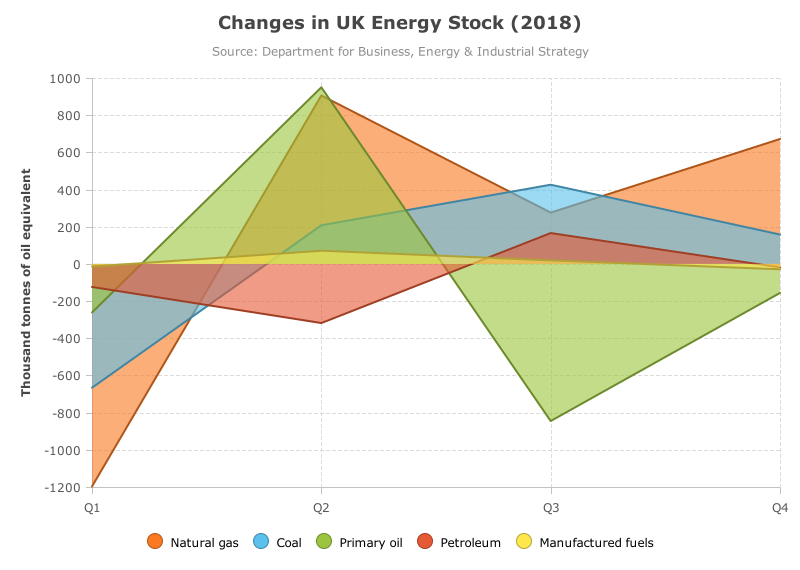 Changes in UK Energy Stock (2018)
Source: Department for Business, Energy & Industrial Strategy
Thousand tonnes of oil equivalent
1000
800
600
400
200
0
-200
-400
-600
-800
-1000
-1200
Q1 Q2 Q3 Q4
Natural gas Coal Primary oil Petroleum Manufactured fuels